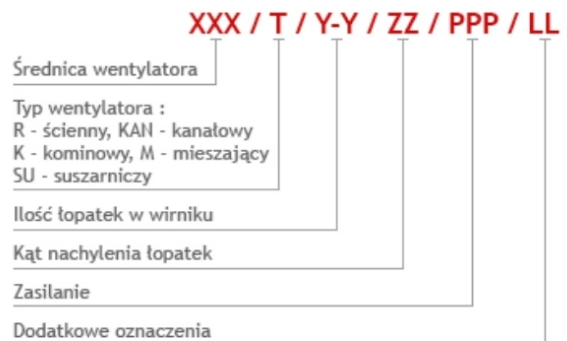 XXX / T / Y-Y / ZZ / PPP / LL
Średnica wentylatora
Typ wentylatora :
R - ścienny, KAN - kanałowy
K - kominowy, M - mieszający
SU - suszarniczy
Ilość łopatek w wirniku
Kąt nachylenia łopatek
Zasilanie
Dodatkowe oznaczenia